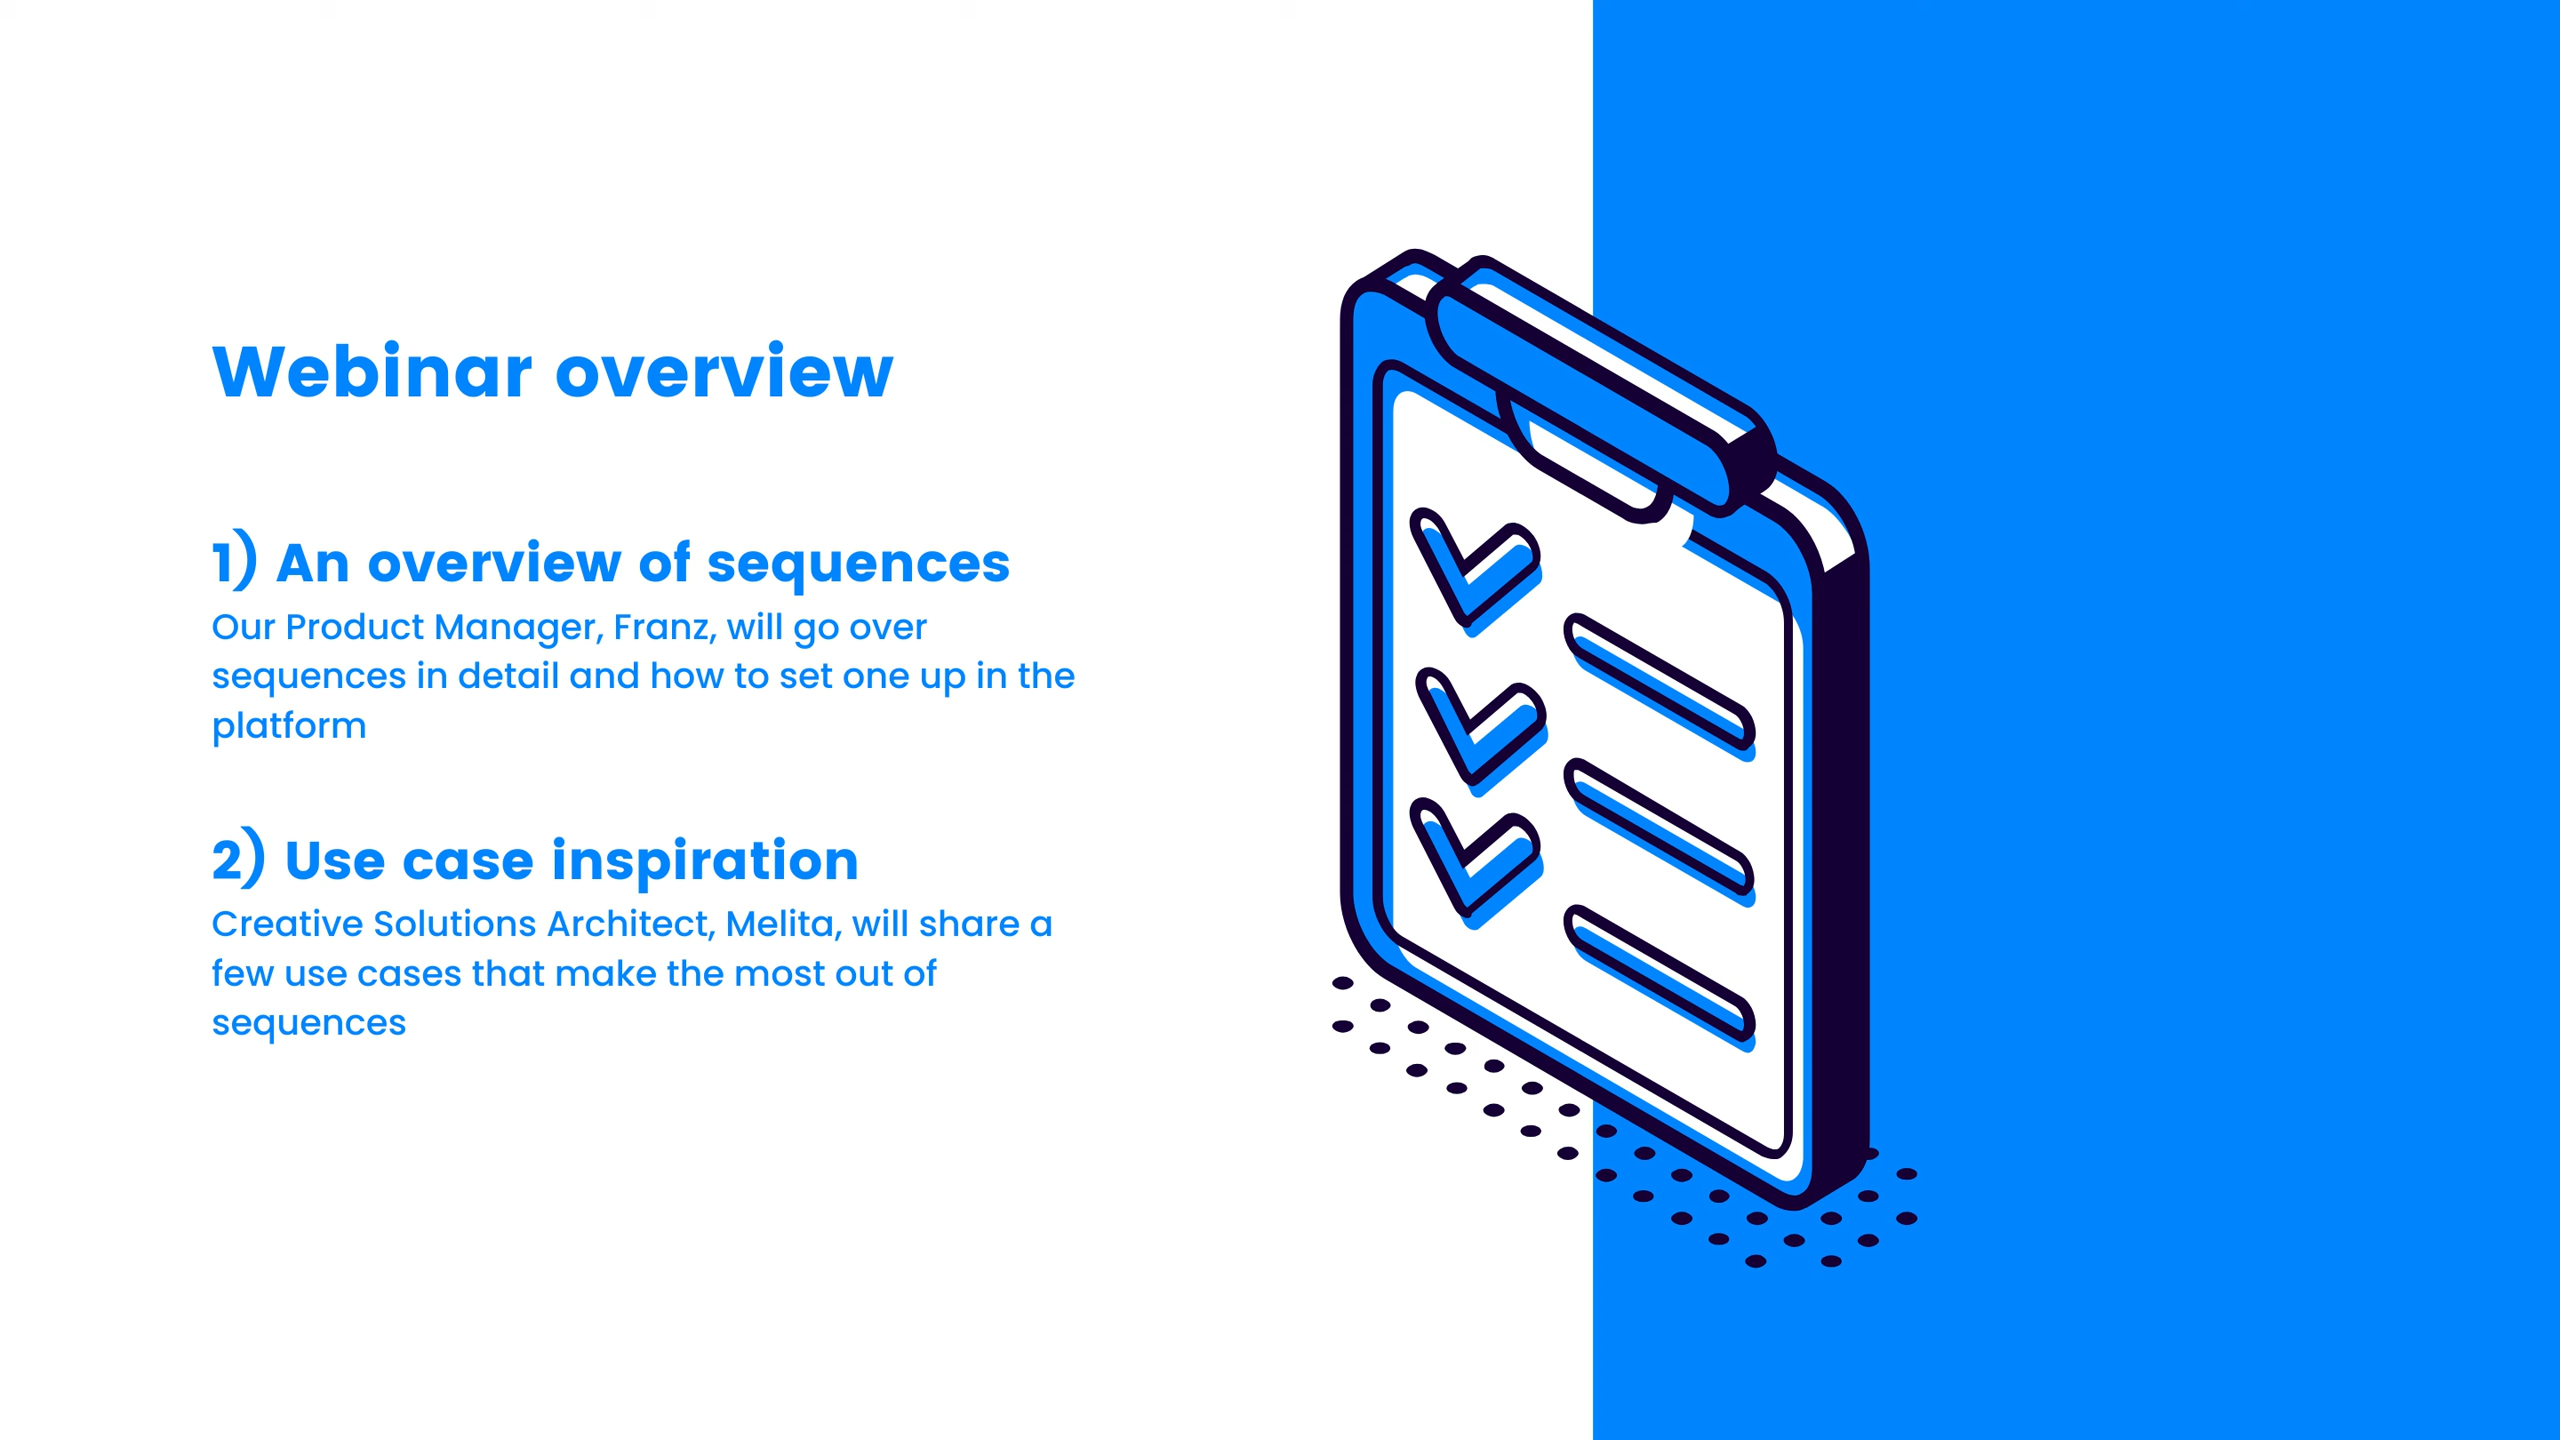 Webinar overview
1) An overview of sequences
Our Product Manager, Franz, will go over
sequences in detail and how to set one up in the
platform
2) Use case inspiration
Creative Solutions Architect, Melita, will share a
few use cases that make the most out of
sequences